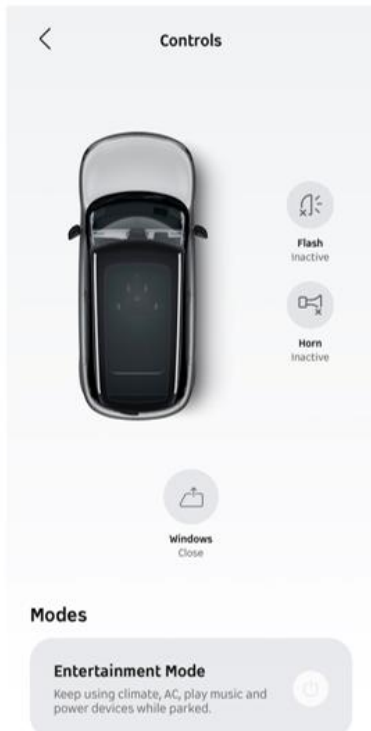 Controls
Flash
Inactive
Horn
Inactive
Windows
Close
Modes
Entertainment Mode
Keep using climate, AC, play music and
power devices while parked.